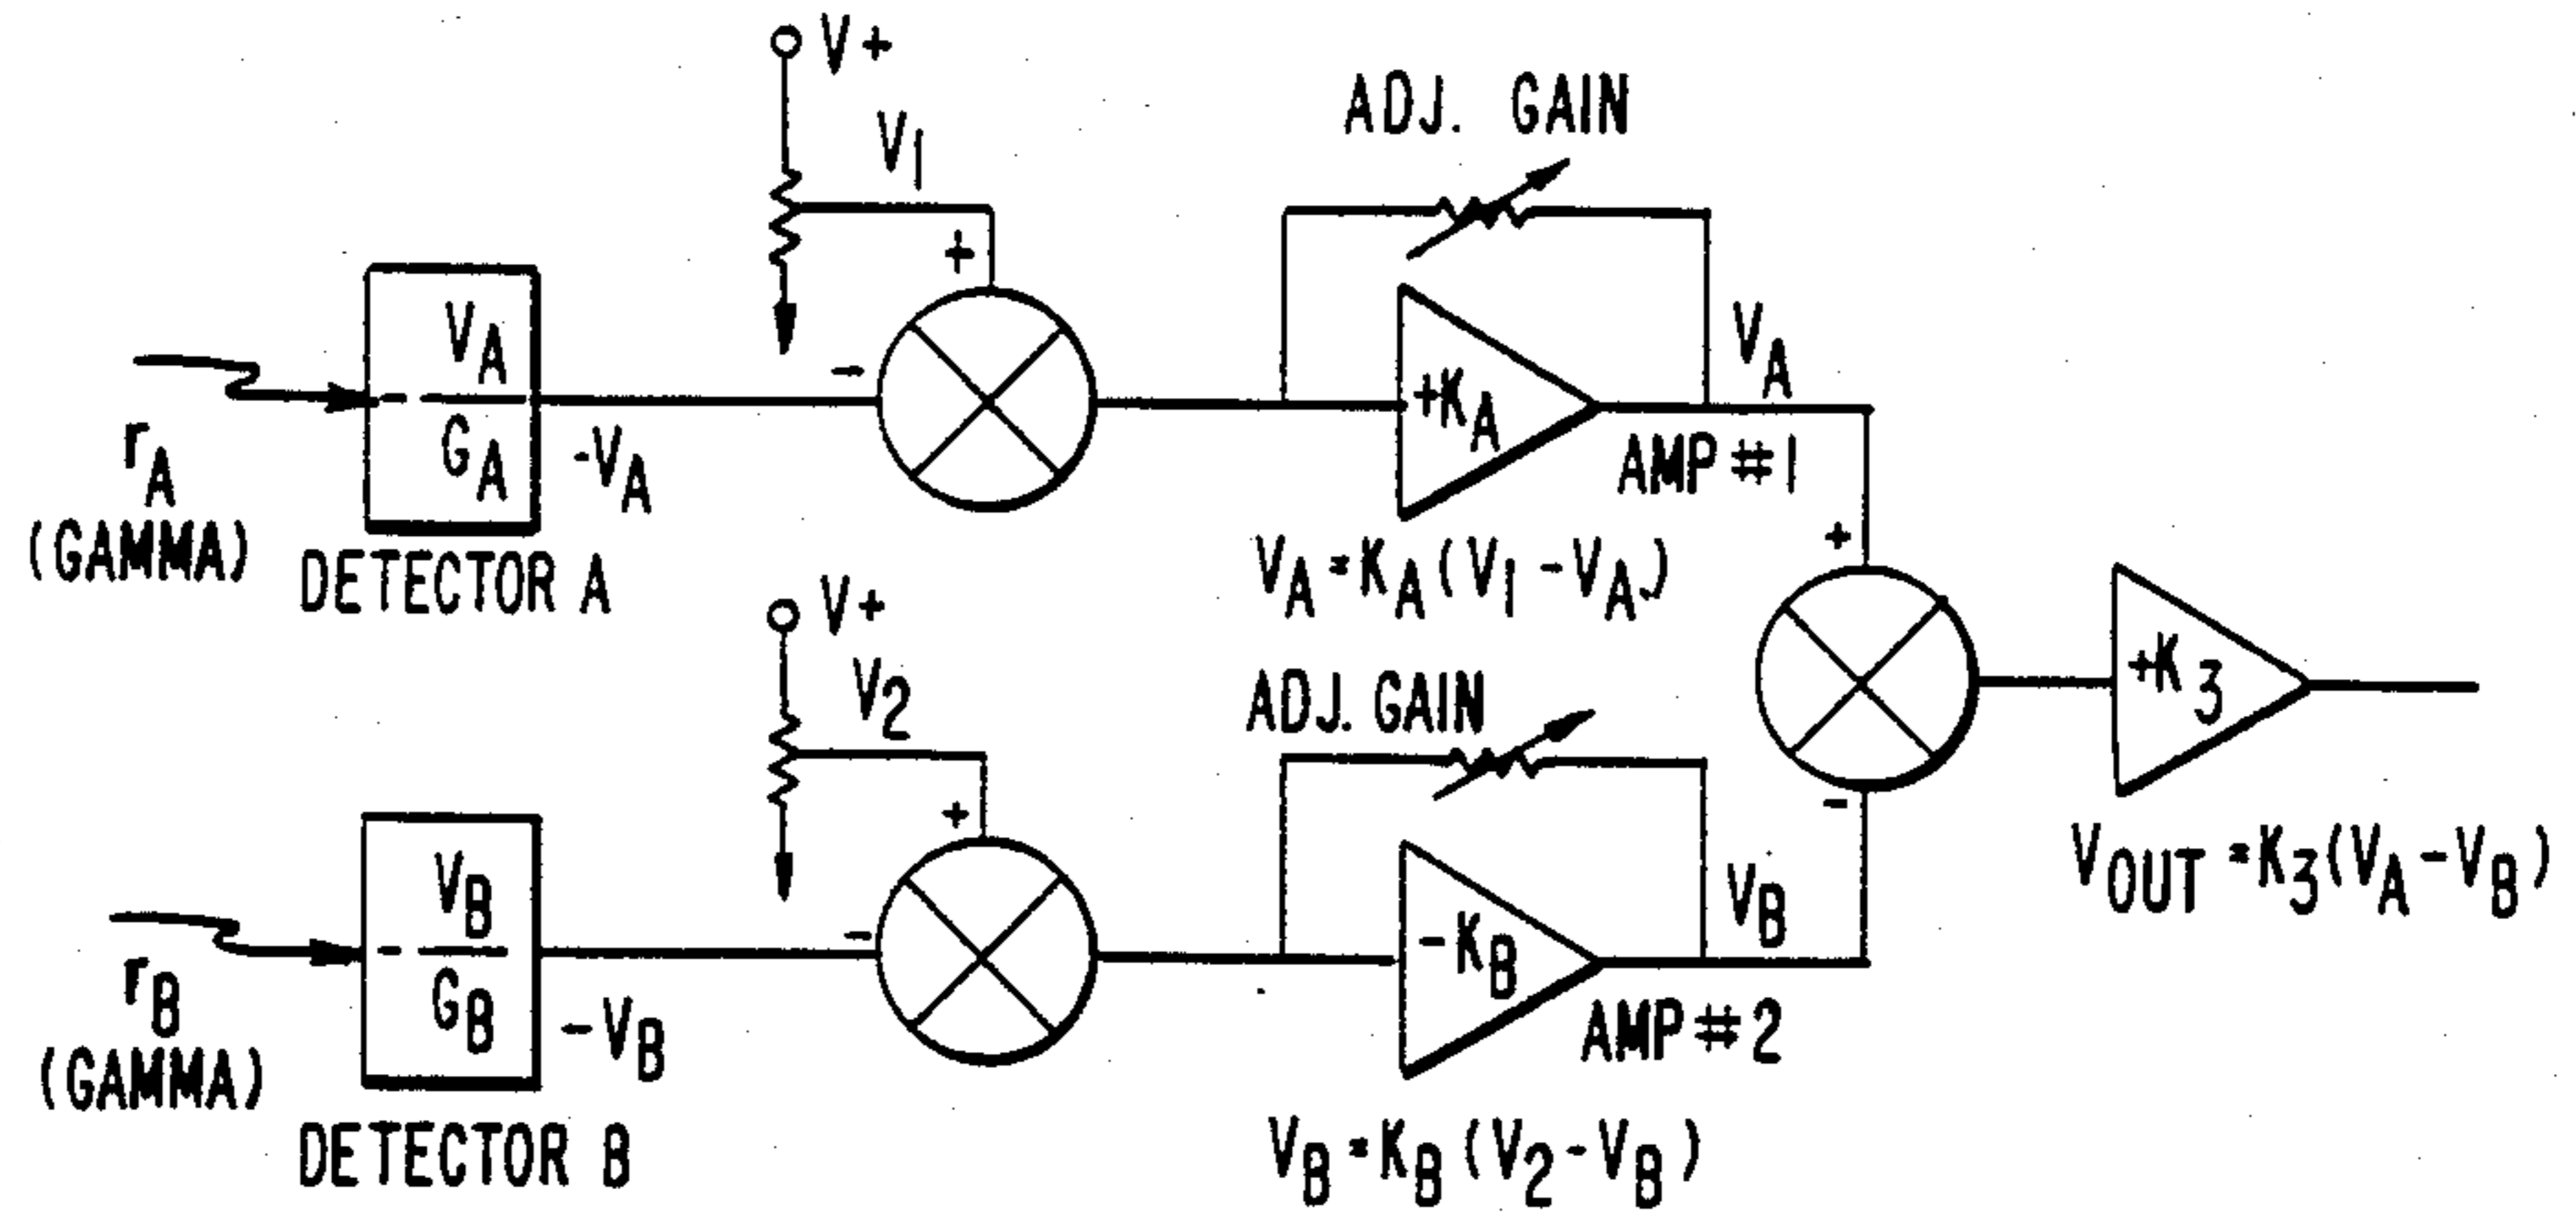 V+
V1
ADJ. GAIN
+
-
VA
- GA
-VA
rA
(GAMMA)
DETECTOR A
+KA
VA
AMP #1
VA = KA (V1 - VA)
+
V+
V2
ADJ. GAIN
+
-
VB
- GB
-VB
rB
(GAMMA)
DETECTOR B
-KB
VB
AMP #2
VB = KB (V2 - VB)
-
+K3
VOUT = K3 (VA - VB)